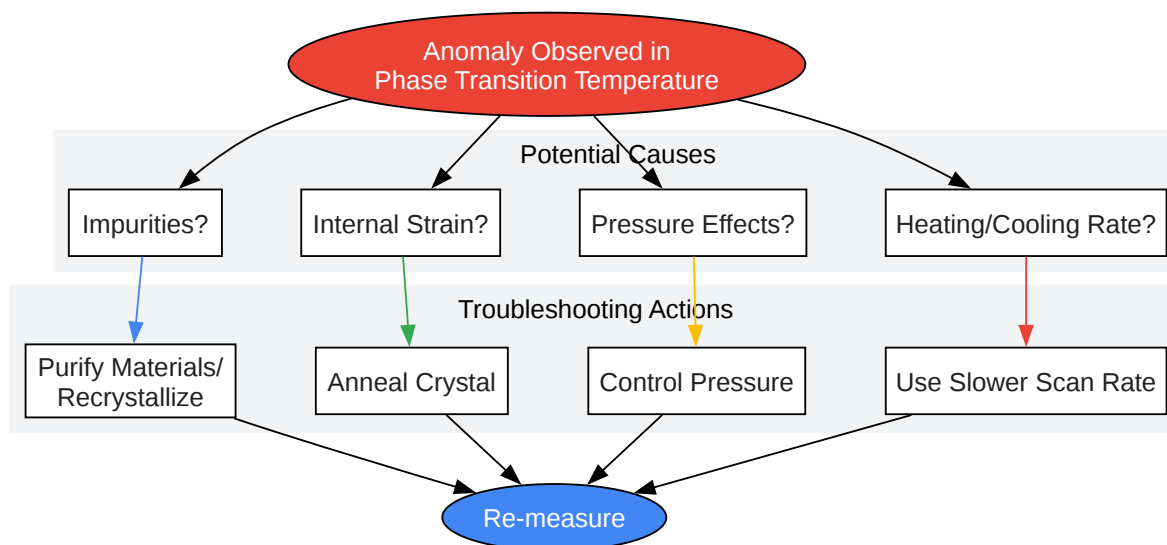 Anomaly Observed in
Phase Transition Temperature
Potential Causes
Impurities?
Internal Strain?
Pressure Effects?
Heating/Cooling Rate?
Troubleshooting Actions
Purify Materials/
Recrystallize
Anneal Crystal
Control Pressure
Use Slower Scan Rate
Re-measure